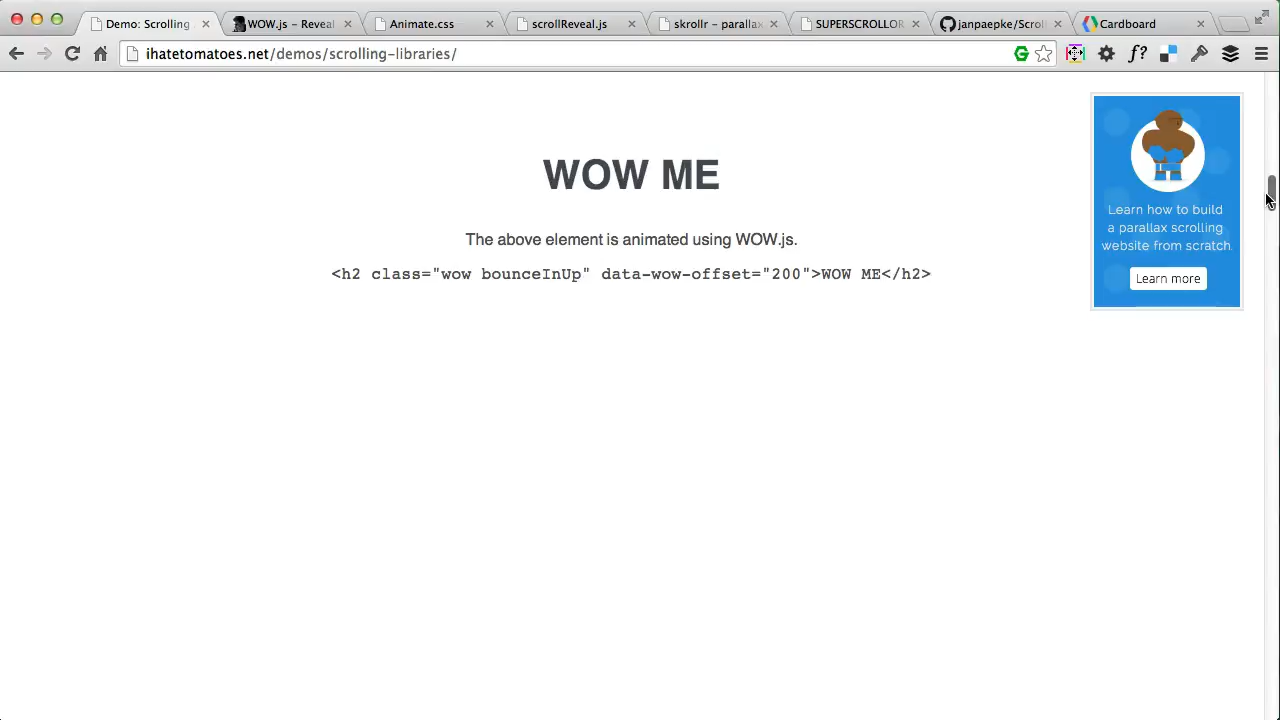 Demo: Scrolling
WOW.js – Reveal
Animate.css
scrollReveal.js
skrollr – parallax
SUPERSCROLLOR
janpaepke/Scroll
Cardboard
ihatetomatoes.net/demos/scrolling-libraries/
f?
WOW ME
The above element is animated using WOW.js.
<h2 class="wow bounceInUp" data-wow-offset="200">WOW ME</h2>
Learn how to build
a parallax scrolling
website from scratch.
Learn more